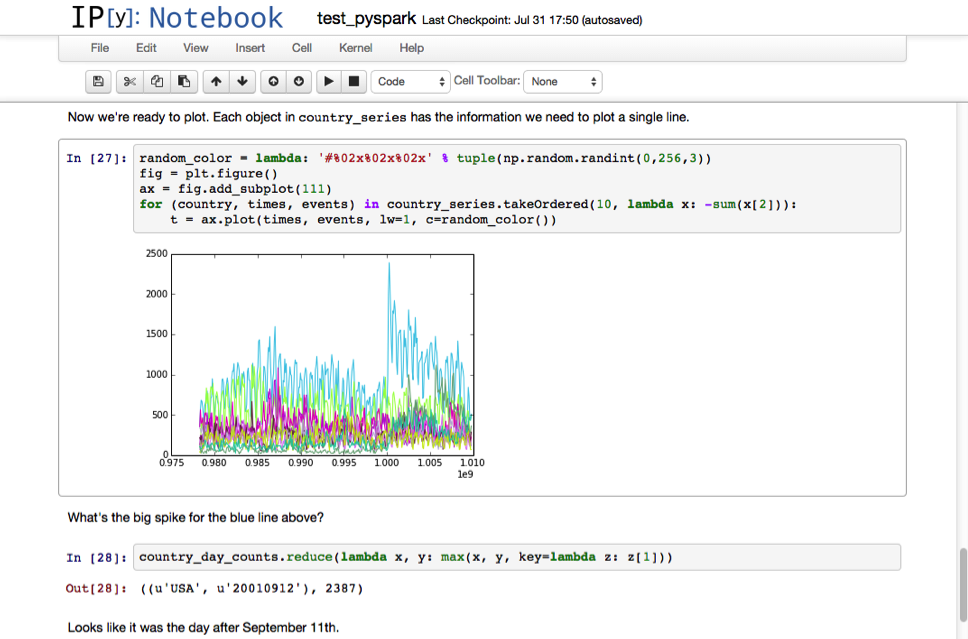 IP[y]: Notebook test_pyspark Last Checkpoint: Jul 31 17:50 (autosaved)
File Edit View Insert Cell Kernel Help
Code Cell Toolbar: None
Now we're ready to plot. Each object in country_series has the information we need to plot a single line.
In [27]: random_color = lambda: '#%02x%02x%02x' % tuple(np.random.randint(0,256,3))
fig = plt.figure()
ax = fig.add_subplot(111)
for (country, times, events) in country_series.takeOrdered(10, lambda x: -sum(x[2])):
    t = ax.plot(times, events, lw=1, c=random_color())
2500
2000
1500
1000
500
0
0.975 0.980 0.985 0.990 0.995 1.000 1.005 1.010
1e9
What's the big spike for the blue line above?
In [28]: country_day_counts.reduce(lambda x, y: max(x, y, key=lambda z: z[1]))
Out[28]: ((u'USA', u'20010912'), 2387)
Looks like it was the day after September 11th.